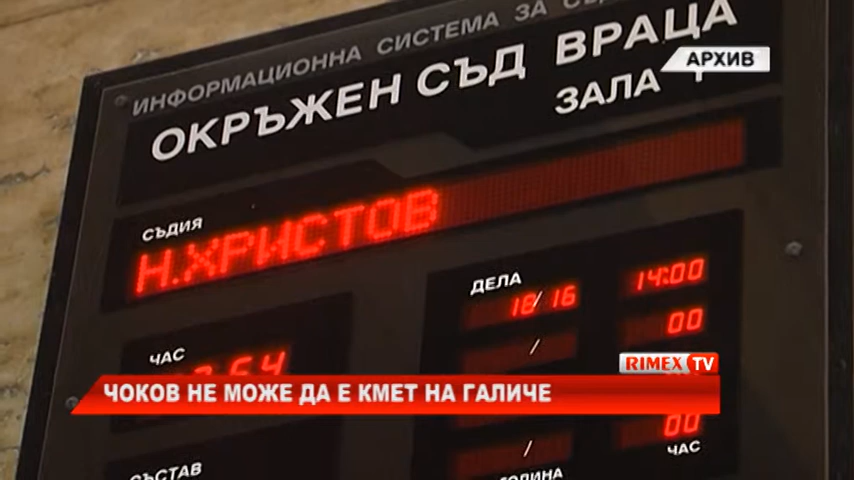 ИНФОРМАЦИОННА СИСТЕМА ЗА
ОКРЪЖЕН СЪД ВРАЦА
АРХИВ
ЗАЛА
СЪДИЯ
Н.ХРИСТОВ
ДЕЛА
18/16 14:00
/ 00
ЧАС
RIMEX TV
ЧОКОВ НЕ МОЖЕ ДА Е КМЕТ НА ГАЛИЧЕ
/ 00
ЧАС
СЪСТАВ